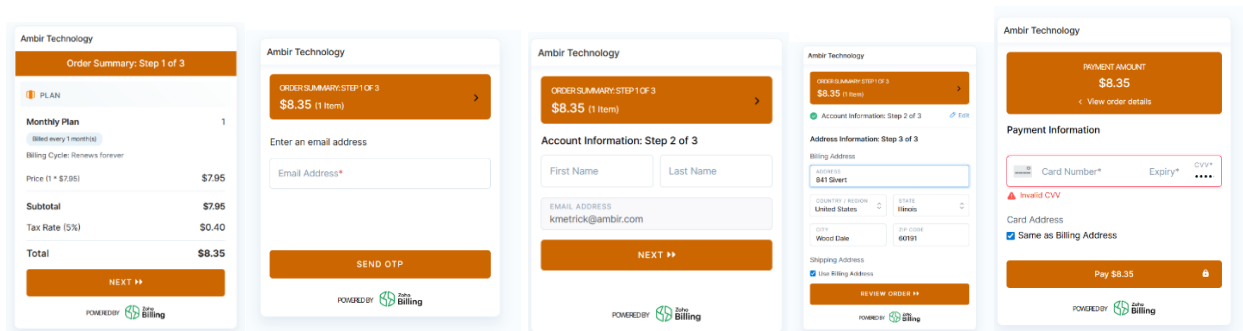 Ambir Technology
Order Summary: Step 1 of 3
PLAN
Monthly Plan 1
Billed every 1 month(s)
Billing Cycle: Renews forever
Price (1 * $7.95) $7.95
Subtotal $7.95
Tax Rate (5%) $0.40
Total $8.35
NEXT
POWERED BY Zoho Billing
Ambir Technology
ORDER SUMMARY: STEP 1 OF 3
$8.35 (1 Item)
Enter an email address
Email Address*
SEND OTP
POWERED BY Zoho Billing
Ambir Technology
ORDER SUMMARY: STEP 1 OF 3
$8.35 (1 Item)
Account Information: Step 2 of 3
First Name Last Name
EMAIL ADDRESS
kmetrick@ambir.com
NEXT
POWERED BY Zoho Billing
Ambir Technology
ORDER SUMMARY: STEP 1 OF 3
$8.35 (1 Item)
Account Information: Step 2 of 3 Edit
Address Information: Step 3 of 3
Billing Address
ADDRESS
841 Sivert
COUNTRY / REGION STATE
United States Illinois
CITY ZIP CODE
Wood Dale 60191
Shipping Address
Use Billing Address
REVIEW ORDER
POWERED BY Zoho Billing
Ambir Technology
PAYMENT AMOUNT
$8.35
< View order details
Payment Information
Card Number* Expiry* CVV*
Invalid CVV
Card Address
Same as Billing Address
Pay $8.35
POWERED BY Zoho Billing